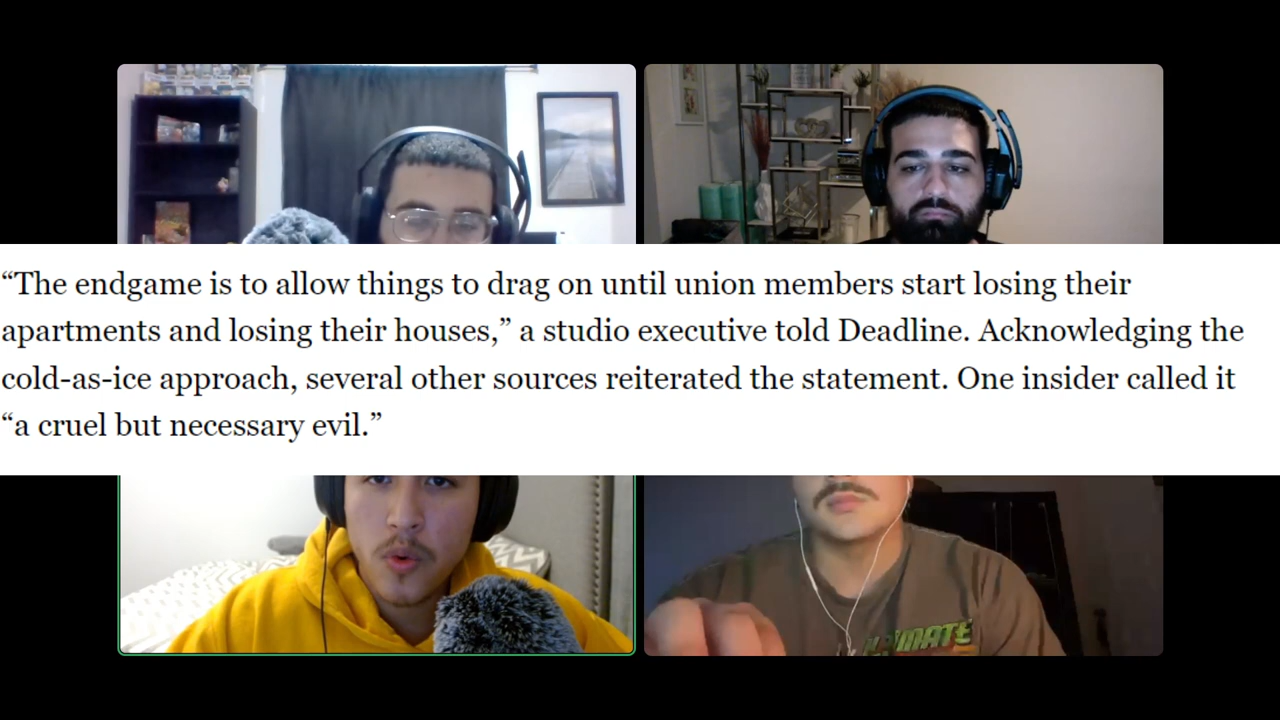 “The endgame is to allow things to drag on until union members start losing their
apartments and losing their houses,” a studio executive told Deadline. Acknowledging the
cold-as-ice approach, several other sources reiterated the statement. One insider called it
“a cruel but necessary evil.”